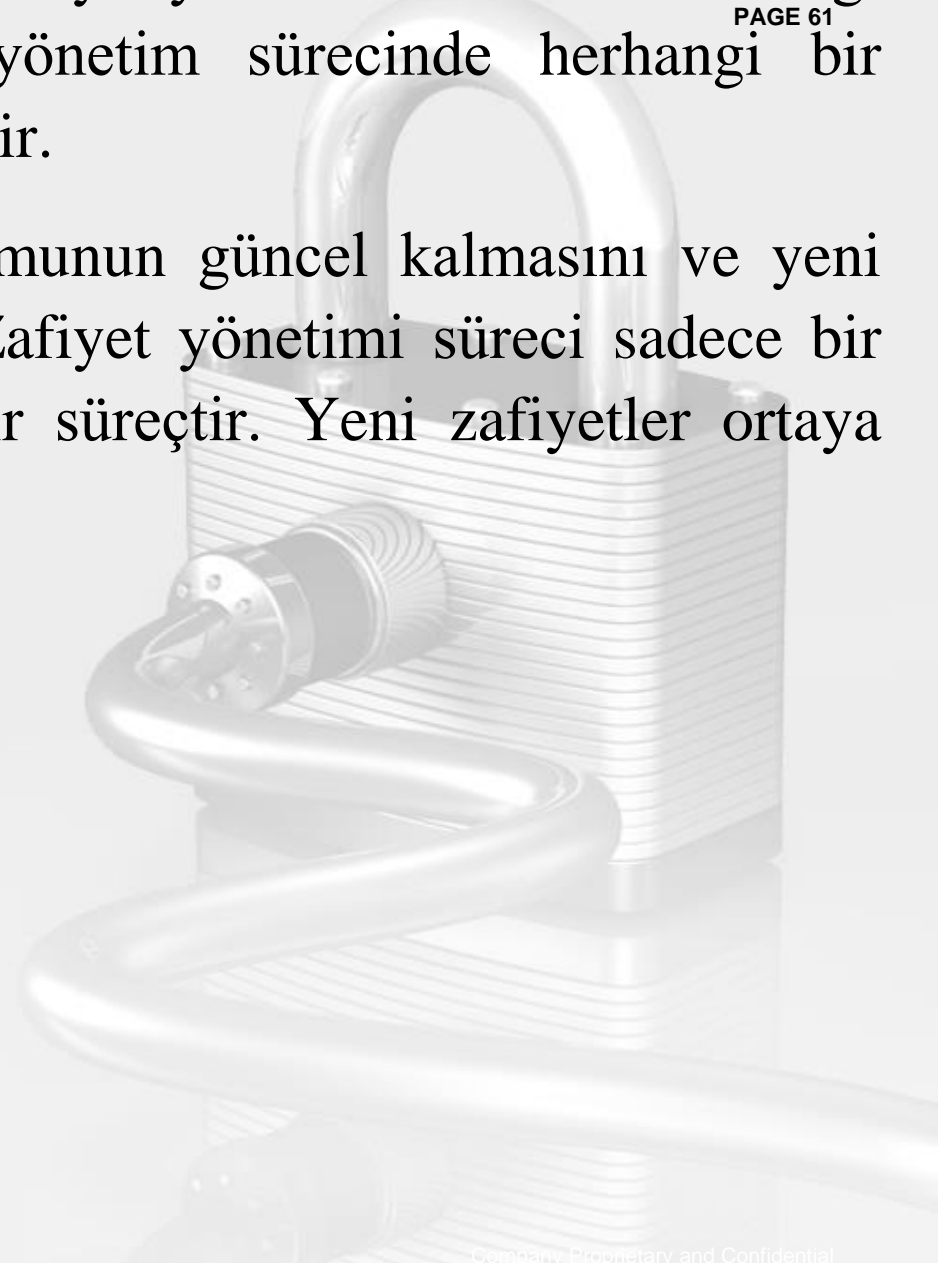 PAGE 61
yönetim sürecinde herhangi bir
ir.
munun güncel kalmasını ve yeni
Zafiyet yönetimi süreci sadece bir
r süreçtir. Yeni zafiyetler ortaya
Company Proprietary and Confidential